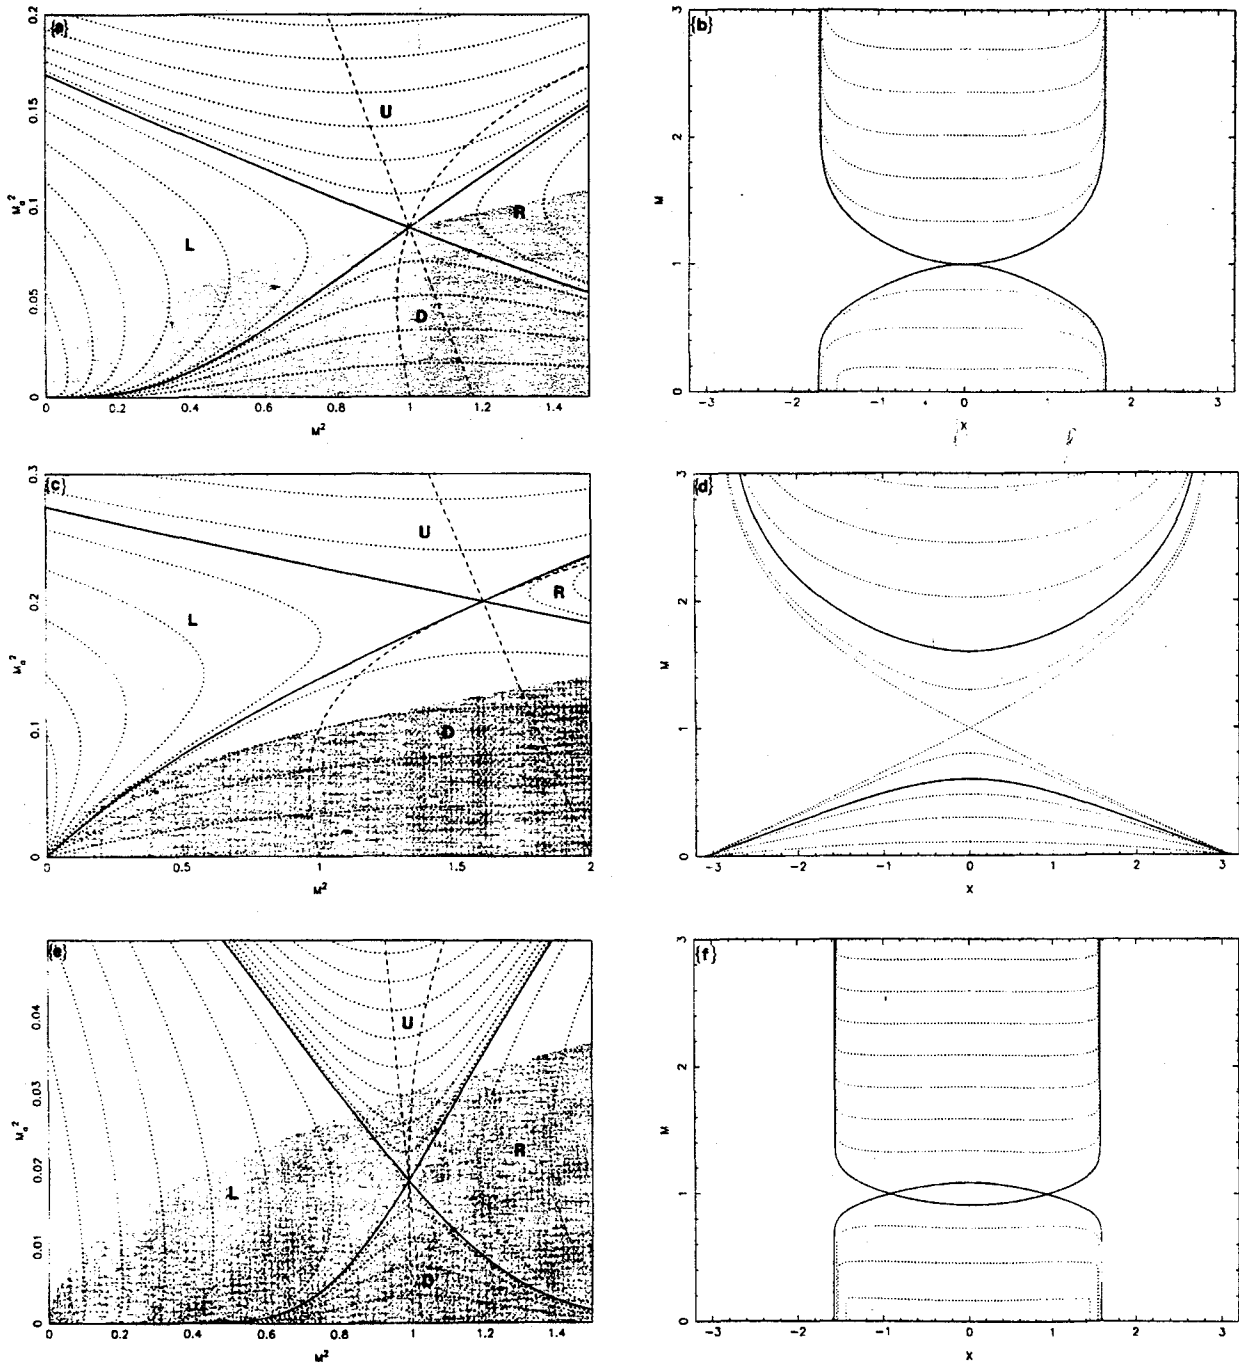 {a}
0.2
0.15
0.1
0.05
0
M_a^2
U
L
R
D
0 0.2 0.4 0.6 0.8 1 1.2 1.4
M^2
{b}
3
2
1
0
M
-3 -2 -1 0 1 2 3
X
{c}
0.3
0.2
0.1
0
M_a^2
U
R
L
D
0 0.5 1 1.5 2
M^2
{d}
3
2
1
0
M
-3 -2 -1 0 1 2 3
X
{e}
0.04
0.03
0.02
0.01
0
M_a^2
U
L
R
D
0 0.2 0.4 0.6 0.8 1 1.2 1.4
M^2
{f}
3
2
1
0
M
-3 -2 -1 0 1 2 3
X